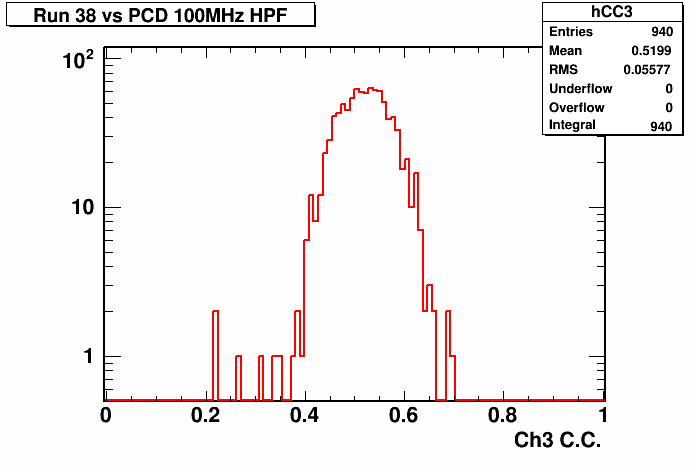 Run 38 vs PCD 100MHz HPF
hCC3
Entries 940
Mean 0.5199
RMS 0.05577
Underflow 0
Overflow 0
Integral 940
10²
10
1
0 0.2 0.4 0.6 0.8 1
Ch3 C.C.